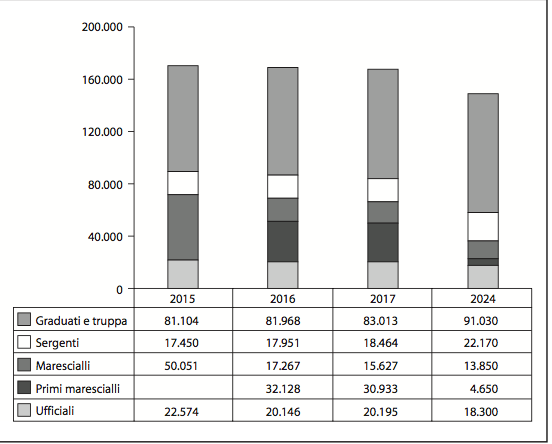 200.000
160.000
120.000
80.000
40.000
0
2015 2016 2017 2024
Graduati e truppa 81.104 81.968 83.013 91.030
Sergenti 17.450 17.951 18.464 22.170
Marescialli 50.051 17.267 15.627 13.850
Primi marescialli 32.128 30.933 4.650
Ufficiali 22.574 20.146 20.195 18.300